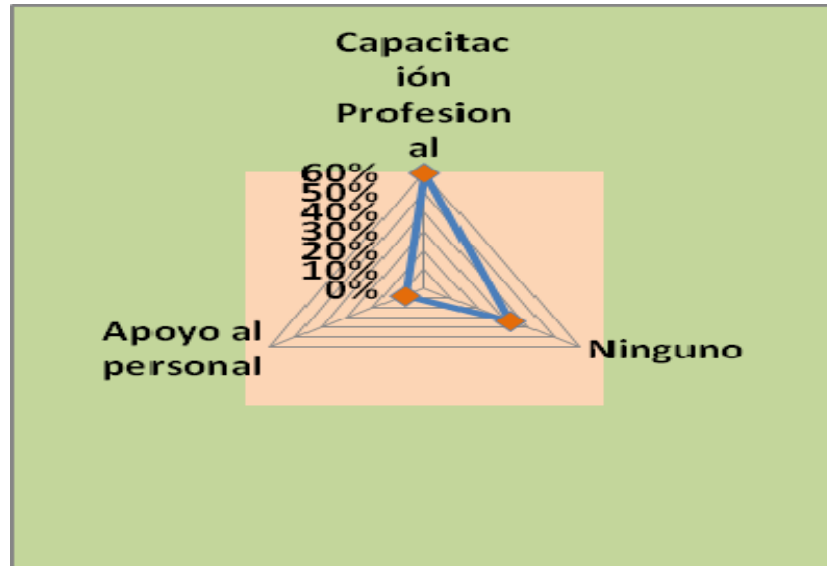 Capacitac
ión
Profesion
al
60%
50%
40%
30%
20%
10%
0%
Apoyo al
personal
Ninguno